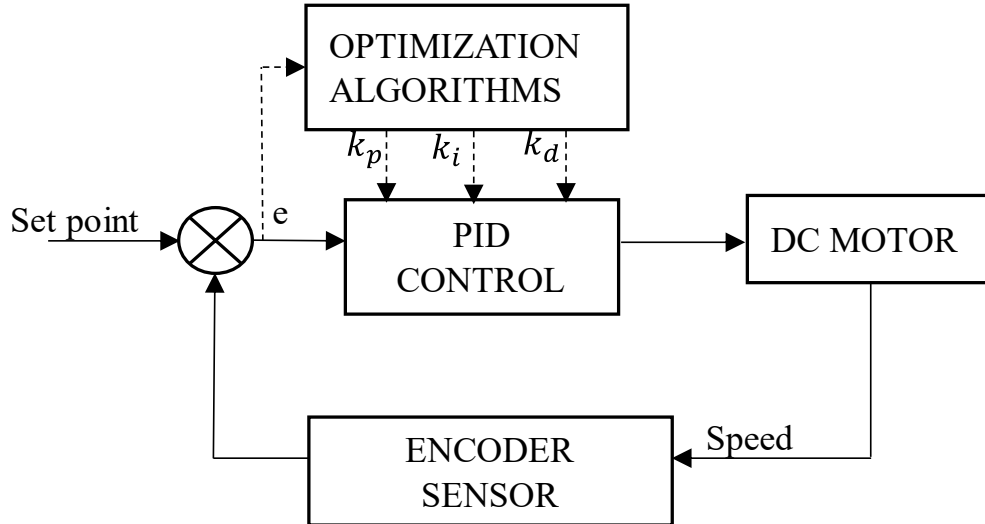 OPTIMIZATION
ALGORITHMS
k_p k_i k_d
Set point
e
PID
CONTROL
DC MOTOR
Speed
ENCODER
SENSOR